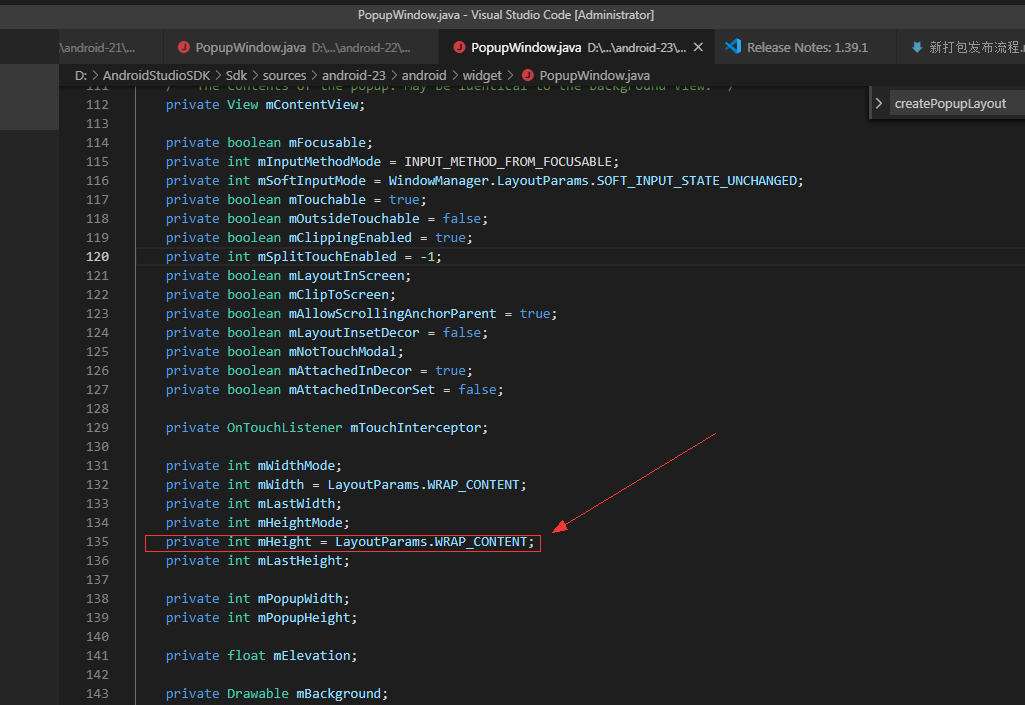 PopupWindow.java - Visual Studio Code [Administrator]
\android-21\... PopupWindow.java D:\...\android-22\... PopupWindow.java D:\...\android-23\... Release Notes: 1.39.1 新打包发布流程.
D: > AndroidStudioSDK > Sdk > sources > android-23 > android > widget > PopupWindow.java
createPopupLayout
111 /** The contents of the popup. May be identical to the background view. */
112 private View mContentView;
113
114 private boolean mFocusable;
115 private int mInputMethodMode = INPUT_METHOD_FROM_FOCUSABLE;
116 private int mSoftInputMode = WindowManager.LayoutParams.SOFT_INPUT_STATE_UNCHANGED;
117 private boolean mTouchable = true;
118 private boolean mOutsideTouchable = false;
119 private boolean mClippingEnabled = true;
120 private int mSplitTouchEnabled = -1;
121 private boolean mLayoutInScreen;
122 private boolean mClipToScreen;
123 private boolean mAllowScrollingAnchorParent = true;
124 private boolean mLayoutInsetDecor = false;
125 private boolean mNotTouchModal;
126 private boolean mAttachedInDecor = true;
127 private boolean mAttachedInDecorSet = false;
128
129 private OnTouchListener mTouchInterceptor;
130
131 private int mWidthMode;
132 private int mWidth = LayoutParams.WRAP_CONTENT;
133 private int mLastWidth;
134 private int mHeightMode;
135 private int mHeight = LayoutParams.WRAP_CONTENT;
136 private int mLastHeight;
137
138 private int mPopupWidth;
139 private int mPopupHeight;
140
141 private float mElevation;
142
143 private Drawable mBackground;